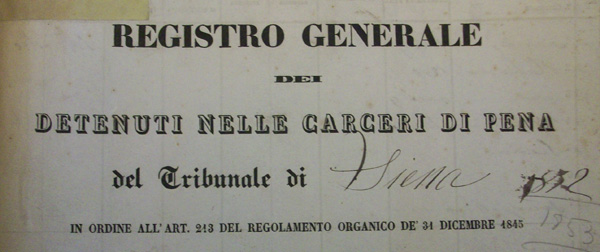 REGISTRO GENERALE
DEI
DETENUTI NELLE CARCERI DI PENA
del Tribunale di Siena 1852
1953
IN ORDINE ALL'ART. 213 DEL REGOLAMENTO ORGANICO DE' 31 DICEMBRE 1845